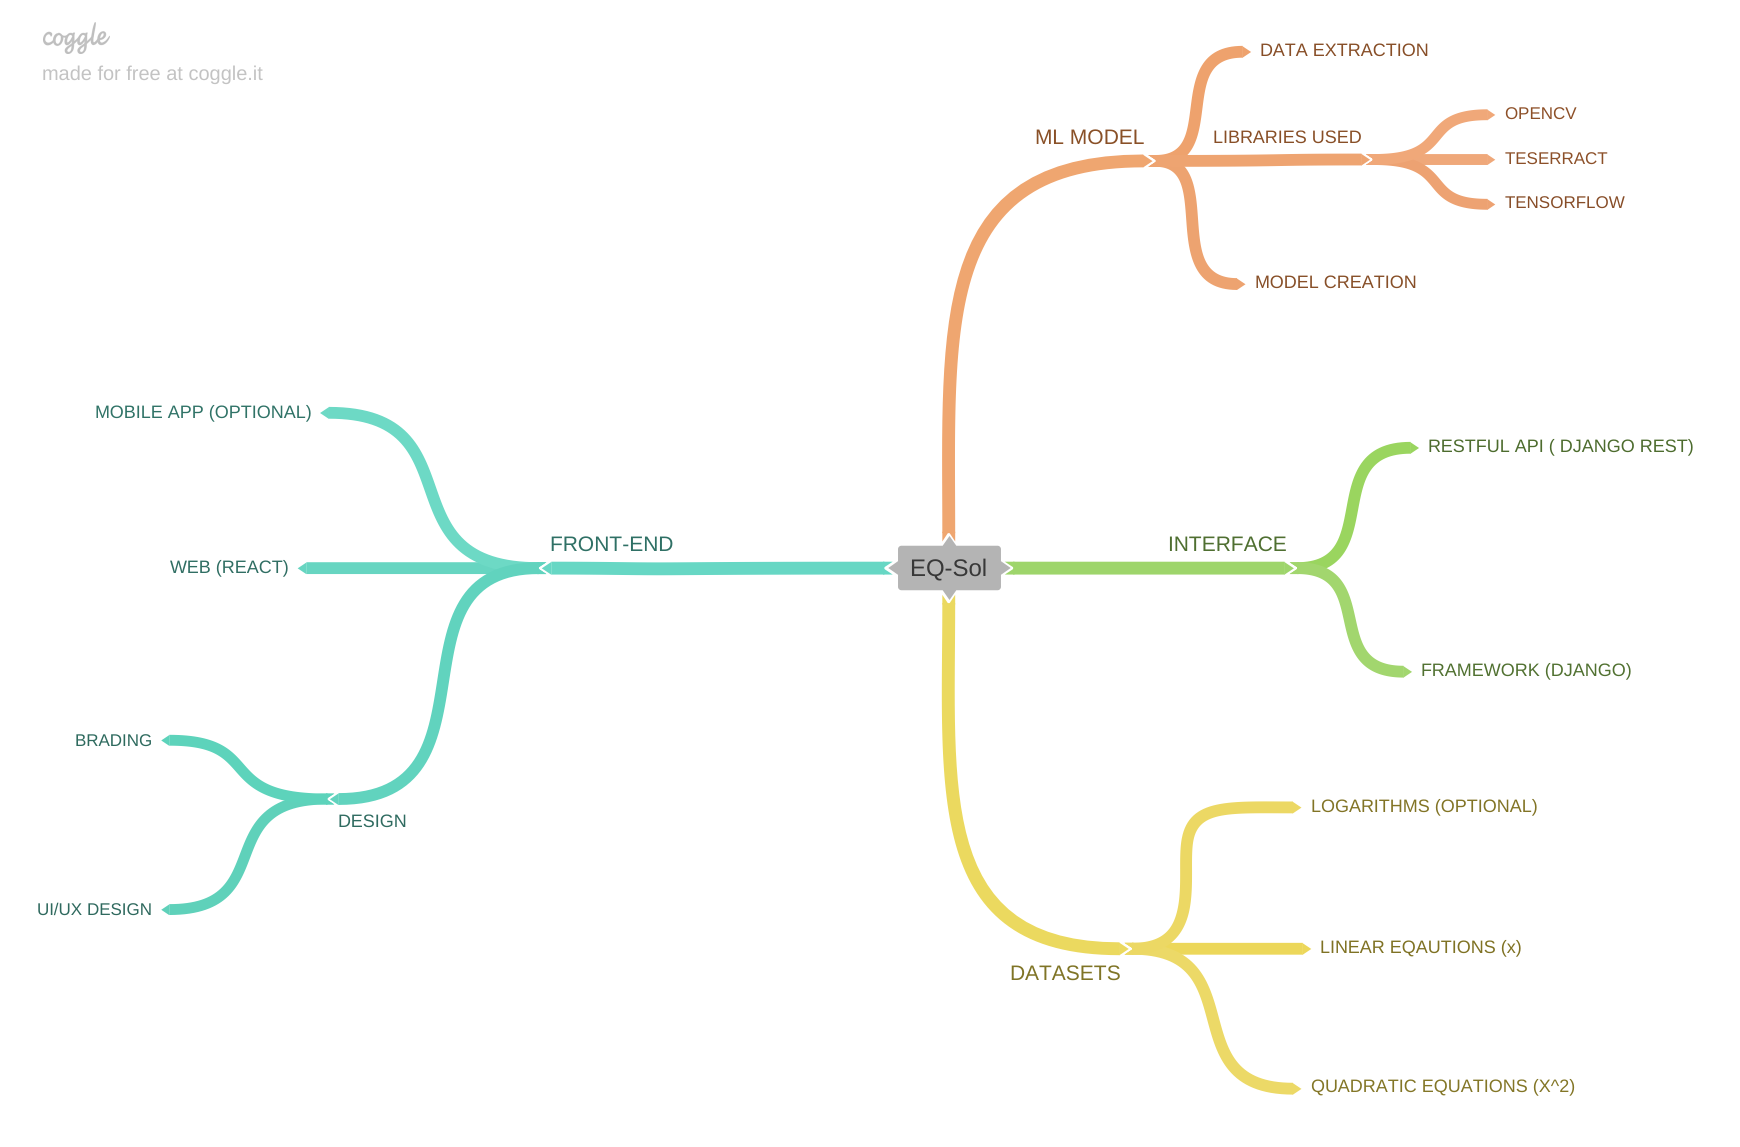 coggle
made for free at coggle.it
DATA EXTRACTION
ML MODEL
LIBRARIES USED
OPENCV
TESERRACT
TENSORFLOW
MODEL CREATION
MOBILE APP (OPTIONAL)
WEB (REACT)
FRONT-END
BRADING
DESIGN
UI/UX DESIGN
EQ-Sol
INTERFACE
RESTFUL API ( DJANGO REST)
FRAMEWORK (DJANGO)
DATASETS
LOGARITHMS (OPTIONAL)
LINEAR EQAUTIONS (x)
QUADRATIC EQUATIONS (X^2)